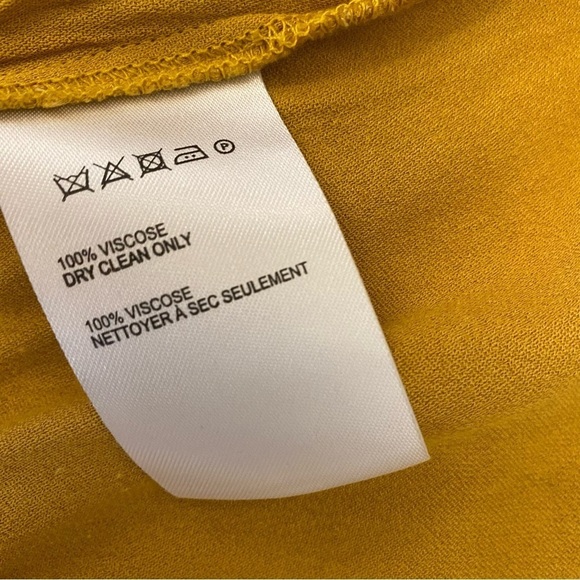 P
100% VISCOSE
DRY CLEAN ONLY
100% VISCOSE
NETTOYER À SEC SEULEMENT